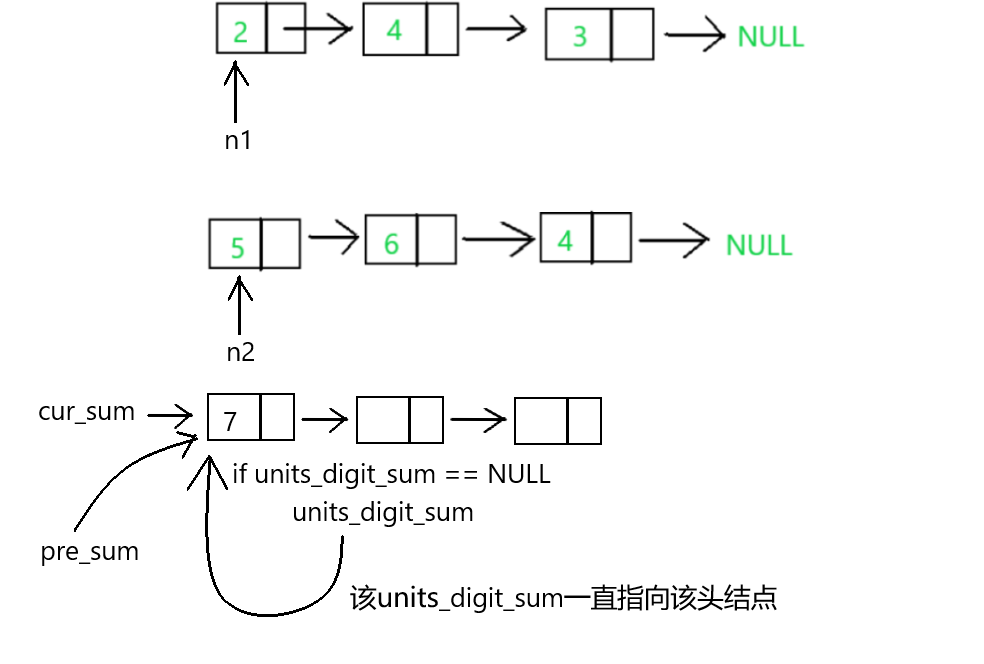 2 4 3 NULL
n1
5 6 4 NULL
n2
cur_sum 7
if units_digit_sum == NULL
units_digit_sum
pre_sum
该units_digit_sum一直指向该头结点